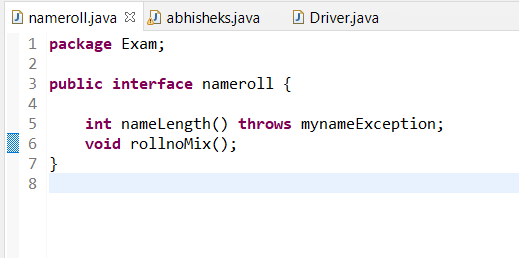 nameroll.java abhisheks.java Driver.java
1 package Exam;
2
3 public interface nameroll {
4
5     int nameLength() throws mynameException;
6     void rollnoMix();
7 }
8